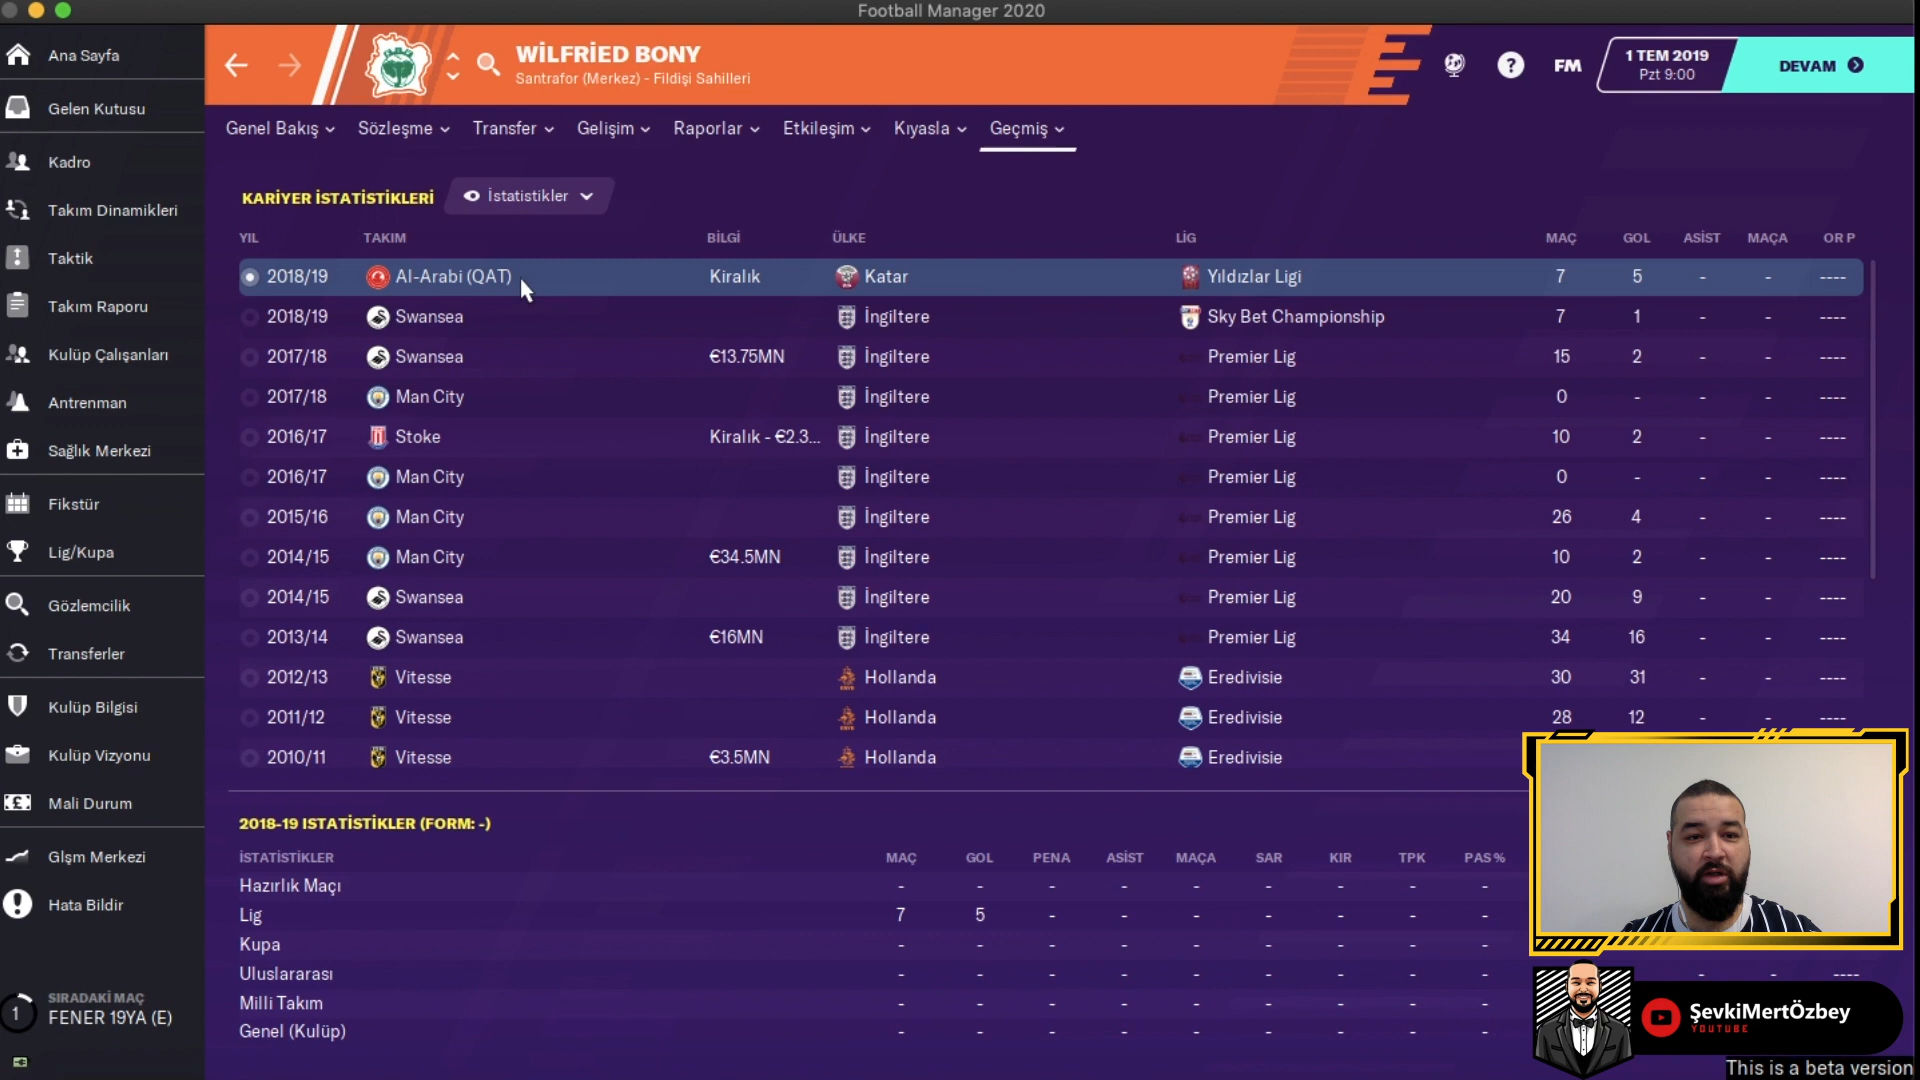 Football Manager 2020
Ana Sayfa
Gelen Kutusu
Kadro
Takım Dinamikleri
Taktik
Takım Raporu
Kulüp Çalışanları
Antrenman
Sağlık Merkezi
Fikstür
Lig/Kupa
Gözlemcilik
Transferler
Kulüp Bilgisi
Kulüp Vizyonu
Mali Durum
Glşm Merkezi
Hata Bildir
1
SIRADAKİ MAÇ
FENER 19YA (E)
WİLFRİED BONY
Santrafor (Merkez) - Fildişi Sahilleri
?
FM
1 TEM 2019
Pzt 9:00
DEVAM
Genel Bakış Sözleşme Transfer Gelişim Raporlar Etkileşim Kıyasla Geçmiş
KARİYER İSTATİSTİKLERİ İstatistikler
YIL TAKIM BİLGİ ÜLKE LİG MAÇ GOL ASİST MAÇA OR P
2018/19 Al-Arabi (QAT) Kiralık Katar Yıldızlar Ligi 7 5 - - ----
2018/19 Swansea İngiltere Sky Bet Championship 7 1 - - ----
2017/18 Swansea €13.75MN İngiltere Premier Lig 15 2 - - ----
2017/18 Man City İngiltere Premier Lig 0 - - - ----
2016/17 Stoke Kiralık - €2.3... İngiltere Premier Lig 10 2 - - ----
2016/17 Man City İngiltere Premier Lig 0 - - - ----
2015/16 Man City İngiltere Premier Lig 26 4 - - ----
2014/15 Man City €34.5MN İngiltere Premier Lig 10 2 - - ----
2014/15 Swansea İngiltere Premier Lig 20 9 - - ----
2013/14 Swansea €16MN İngiltere Premier Lig 34 16 - - ----
2012/13 Vitesse Hollanda Eredivisie 30 31 - - ----
2011/12 Vitesse Hollanda Eredivisie 28 12 - - ----
2010/11 Vitesse €3.5MN Hollanda Eredivisie
2018-19 ISTATİSTİKLER (FORM: -)
İSTATİSTİKLER MAÇ GOL PENA ASİST MAÇA SAR KIR TPK PAS %
Hazırlık Maçı - - - - - - - - -
Lig 7 5 - - - - - - -
Kupa - - - - - - - - -
Uluslararası - - - - - - - - - - - ----
Milli Takım - - - - - - - - -
Genel (Kulüp) - - - - - - - - -
ŞevkiMertÖzbey
YOUTUBE
This is a beta version